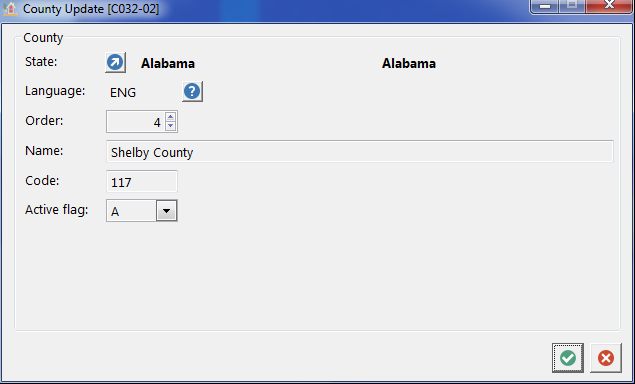 County Update [C032-02]
County
State: Alabama Alabama
Language: ENG ?
Order: 4
Name: Shelby County
Code: 117
Active flag: A